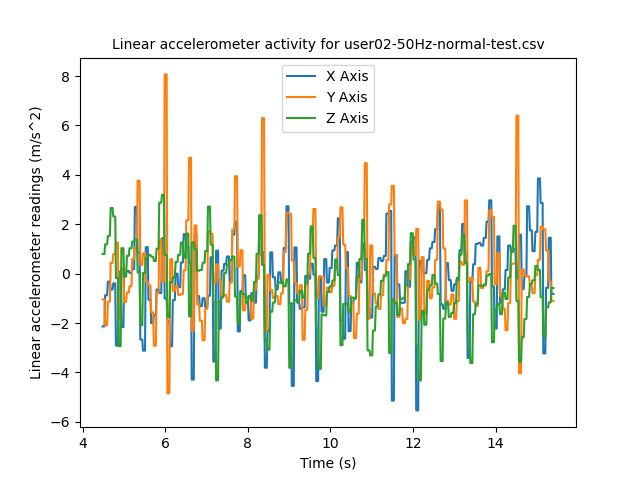 Linear accelerometer activity for user02-50Hz-normal-test.csv
X Axis
Y Axis
Z Axis
Linear accelerometer readings (m/s^2)
8
6
4
2
0
−2
−4
−6
4
6
8
10
12
14
Time (s)